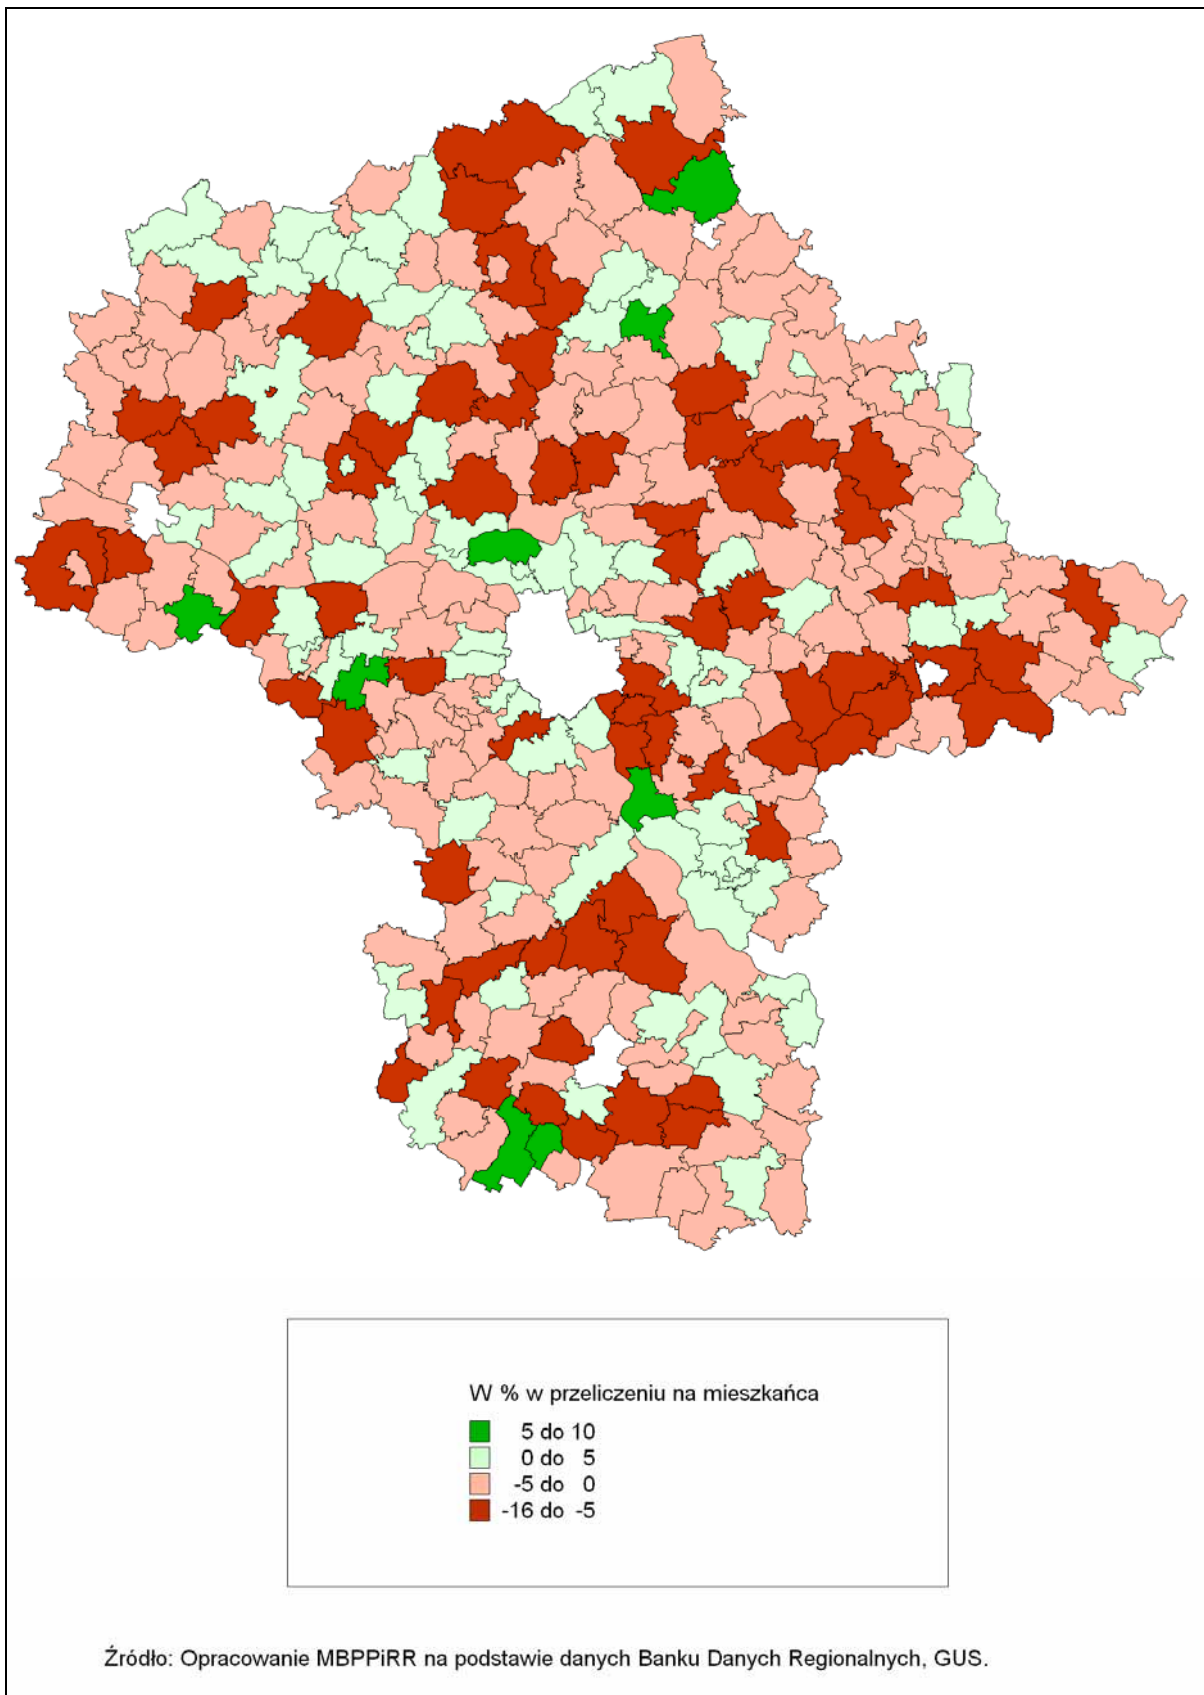 W % w przeliczeniu na mieszkańca
5 do 10
0 do 5
-5 do 0
-16 do -5
Źródło: Opracowanie MBPPiRR na podstawie danych Banku Danych Regionalnych, GUS.